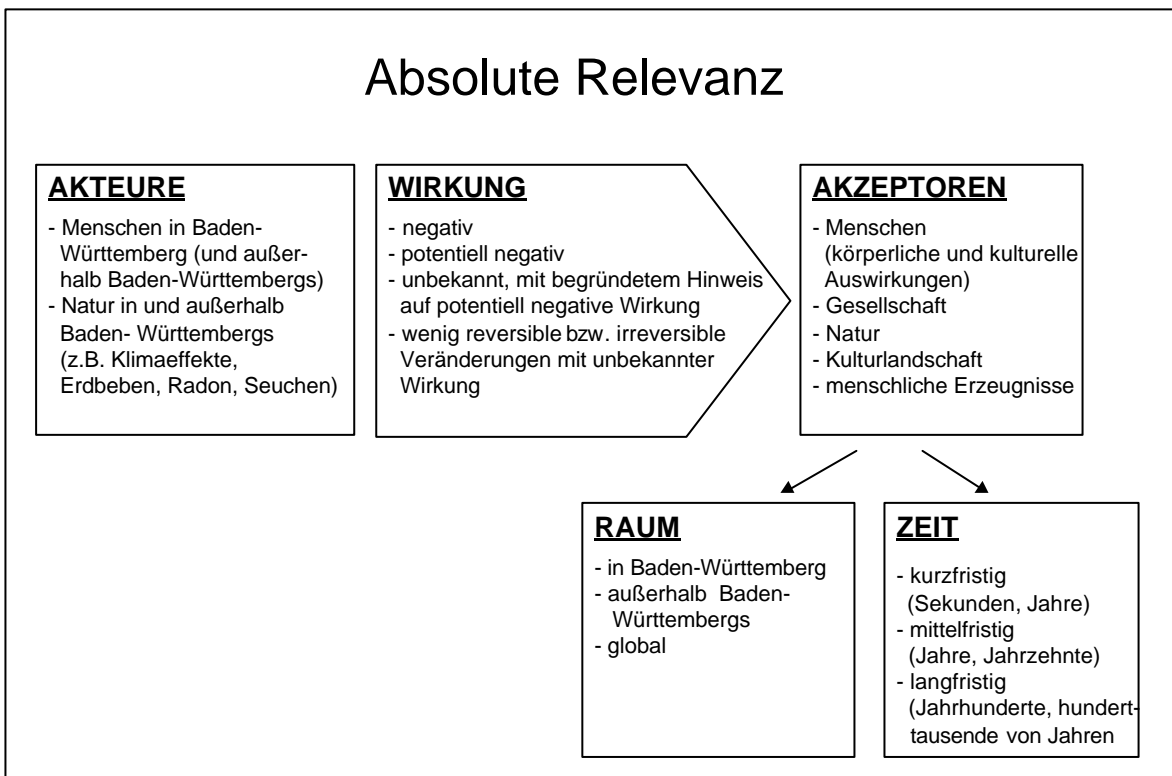 Absolute Relevanz
AKTEURE
- Menschen in Baden-
Württemberg (und außer-
halb Baden-Württembergs)
- Natur in und außerhalb
Baden- Württembergs
(z.B. Klimaeffekte,
Erdbeben, Radon, Seuchen)
WIRKUNG
- negativ
- potentiell negativ
- unbekannt, mit begründetem Hinweis
auf potentiell negative Wirkung
- wenig reversible bzw. irreversible
Veränderungen mit unbekannter
Wirkung
AKZEPTOREN
- Menschen
(körperliche und kulturelle
Auswirkungen)
- Gesellschaft
- Natur
- Kulturlandschaft
- menschliche Erzeugnisse
RAUM
- in Baden-Württemberg
- außerhalb Baden-
Württembergs
- global
ZEIT
- kurzfristig
(Sekunden, Jahre)
- mittelfristig
(Jahre, Jahrzehnte)
- langfristig
(Jahrhunderte, hundert-
tausende von Jahren